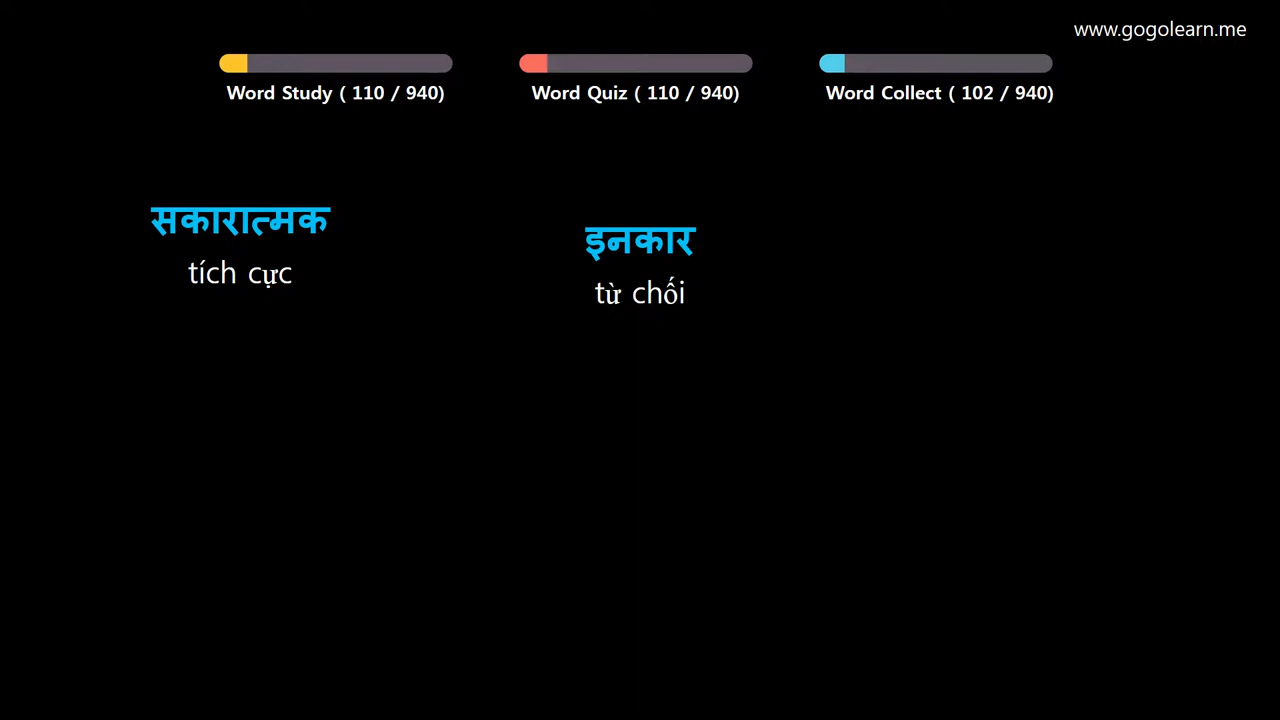 www.gogolearn.me
Word Study ( 110 / 940)
Word Quiz ( 110 / 940)
Word Collect ( 102 / 940)
सकारात्मक
tích cực
इनकार
từ chối